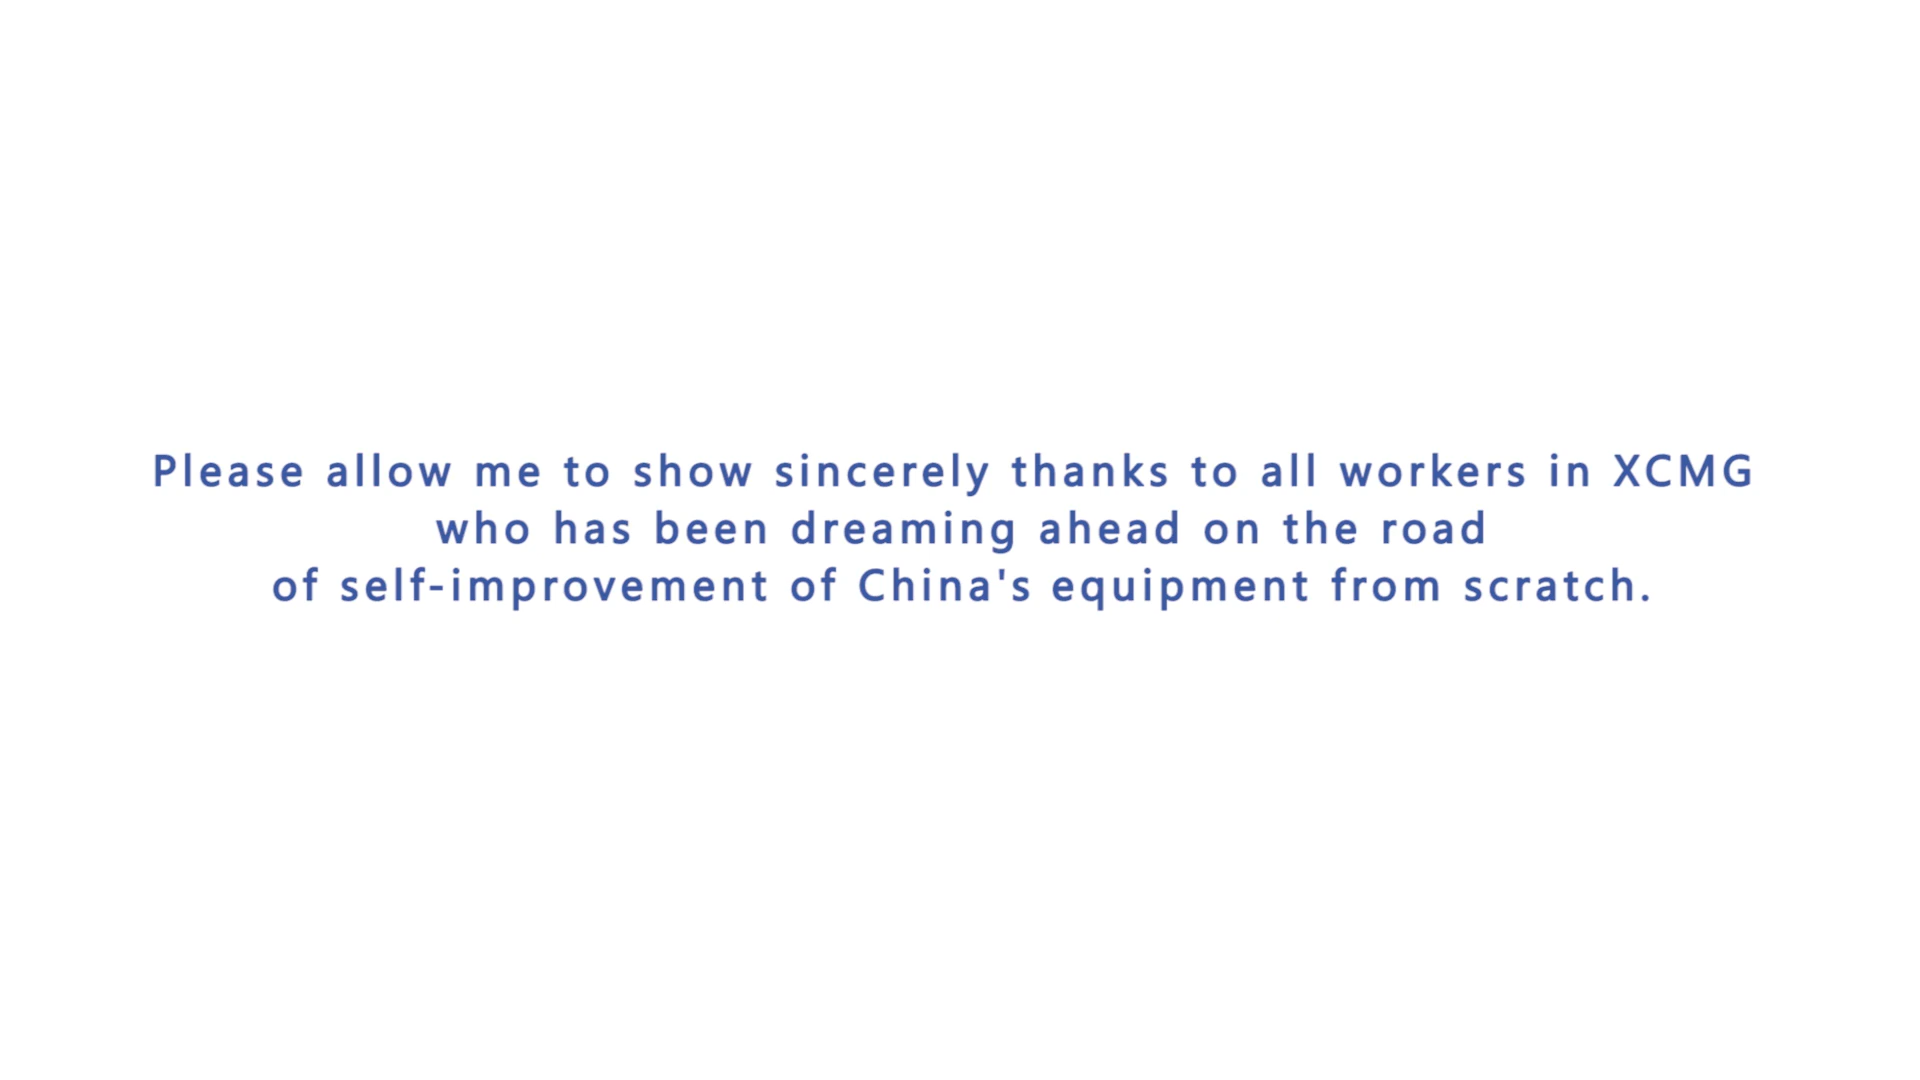 Please allow me to show sincerely thanks to all workers in XCMG
who has been dreaming ahead on the road
of self-improvement of China's equipment from scratch.